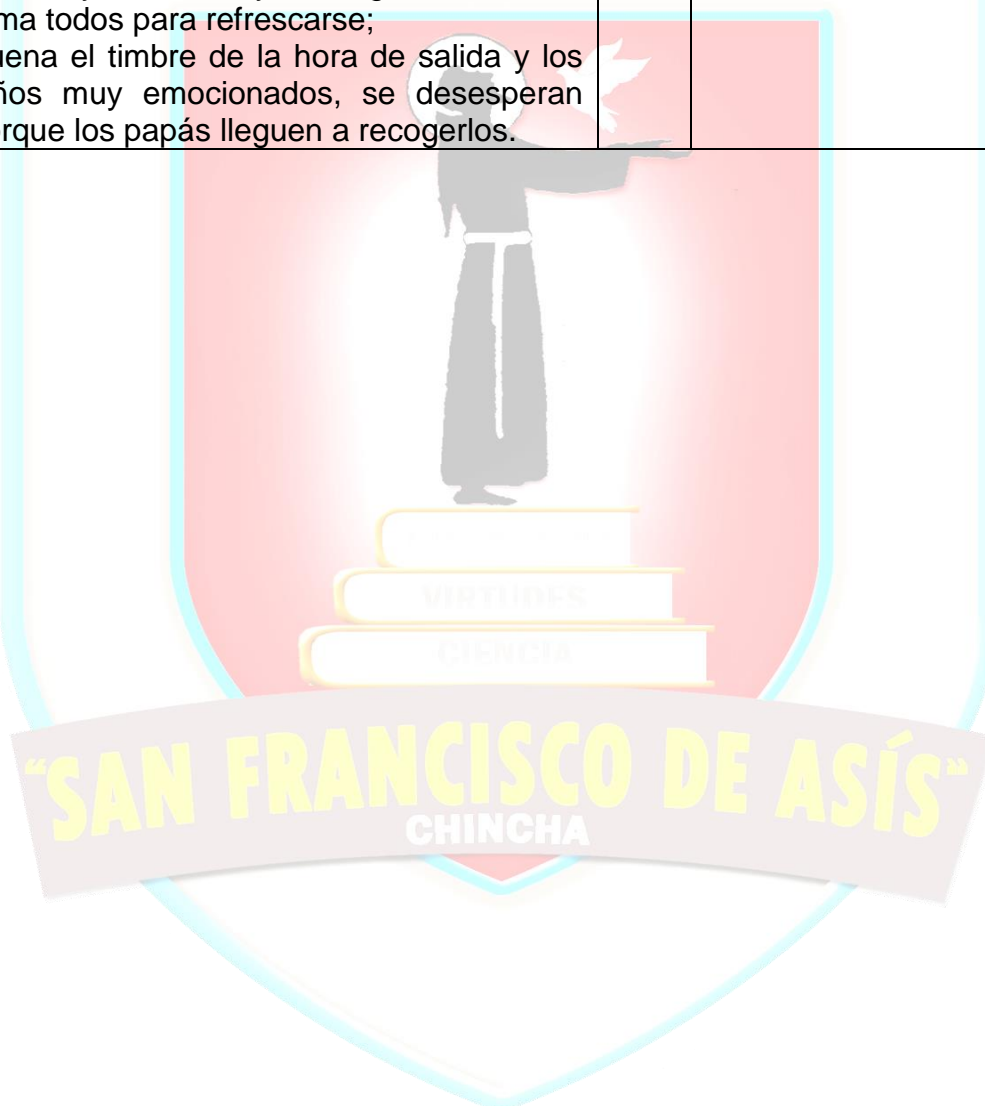 ma todos para refrescarse;
uena el timbre de la hora de salida y los
ños muy emocionados, se desesperan
rque los papás lleguen a recogerlos.
VIRTUDES
CIENCIA
“SAN FRANCISCO DE ASÍS”
CHINCHA